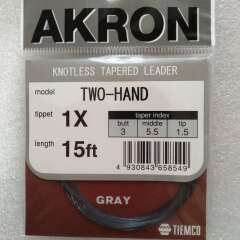 AKRON
KNOTLESS TAPERED LEADER
model TWO-HAND
tippet 1X
taper index
butt middle tip
3 5.5 1.5
length 15ft
4 930843 658549
GRAY
TIEMCO